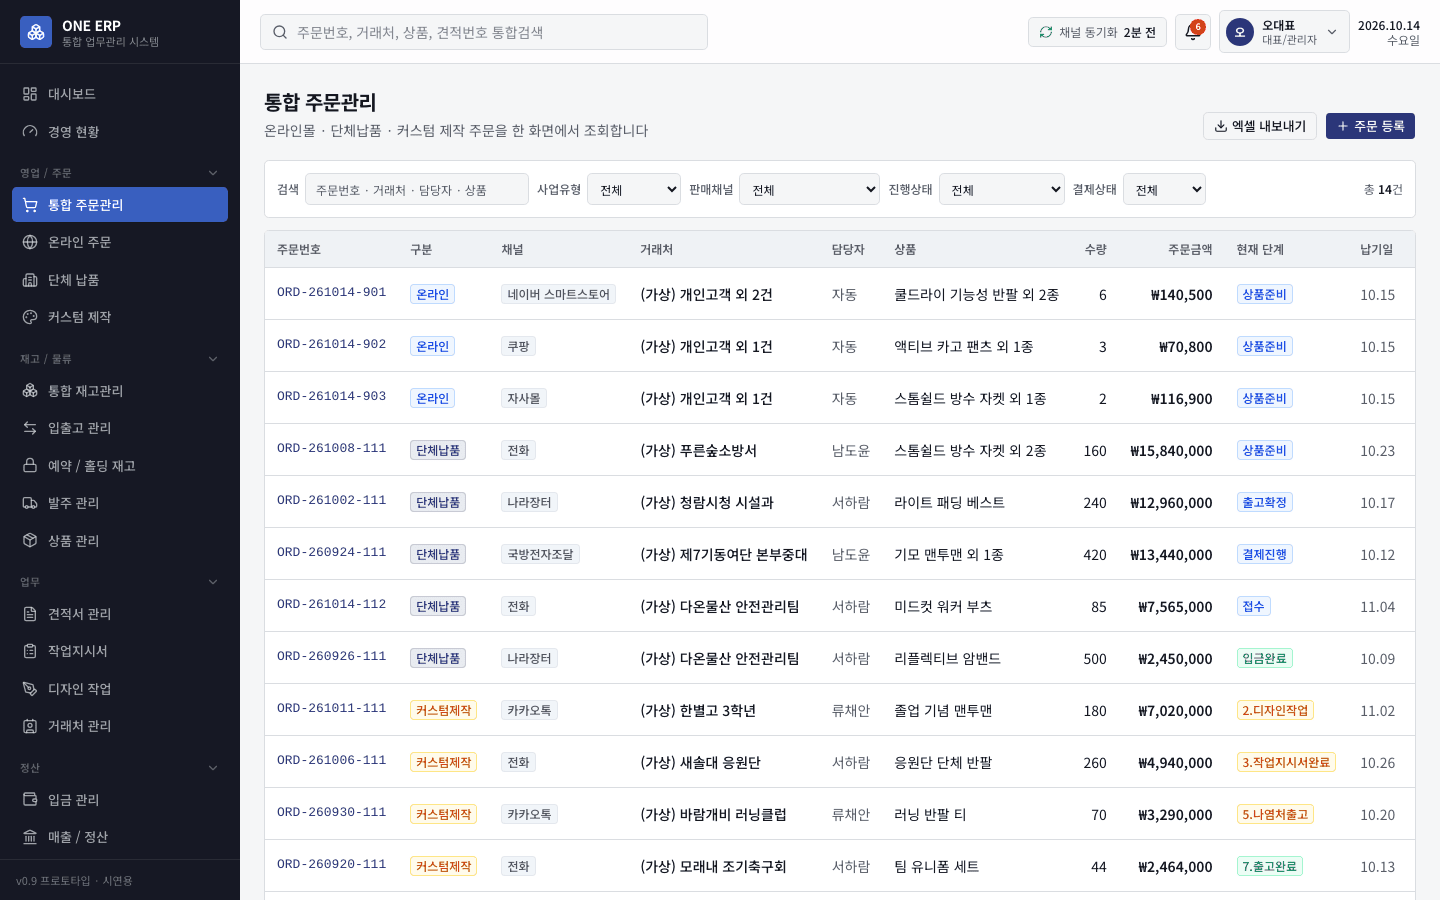 ONE ERP
통합 업무관리 시스템
대시보드
경영 현황
영업 / 주문
통합 주문관리
온라인 주문
단체 납품
커스텀 제작
재고 / 물류
통합 재고관리
입출고 관리
예약 / 홀딩 재고
발주 관리
상품 관리
업무
견적서 관리
작업지시서
디자인 작업
거래처 관리
정산
입금 관리
매출 / 정산
v0.9 프로토타입 · 시연용
주문번호, 거래처, 상품, 견적번호 통합검색
채널 동기화 2분 전
6
오
오대표
대표/관리자
2026.10.14
수요일
통합 주문관리
온라인몰 · 단체납품 · 커스텀 제작 주문을 한 화면에서 조회합니다
엑셀 내보내기
주문 등록
검색 주문번호 · 거래처 · 담당자 · 상품 사업유형 전체 판매채널 전체 진행상태 전체 결제상태 전체 총 14건
주문번호 구분 채널 거래처 담당자 상품 수량 주문금액 현재 단계 납기일
ORD-261014-901 온라인 네이버 스마트스토어 (가상) 개인고객 외 2건 자동 쿨드라이 기능성 반팔 외 2종 6 ₩140,500 상품준비 10.15
ORD-261014-902 온라인 쿠팡 (가상) 개인고객 외 1건 자동 액티브 카고 팬츠 외 1종 3 ₩70,800 상품준비 10.15
ORD-261014-903 온라인 자사몰 (가상) 개인고객 외 1건 자동 스톰쉴드 방수 자켓 외 1종 2 ₩116,900 상품준비 10.15
ORD-261008-111 단체납품 전화 (가상) 푸른숲소방서 남도윤 스톰쉴드 방수 자켓 외 2종 160 ₩15,840,000 상품준비 10.23
ORD-261002-111 단체납품 나라장터 (가상) 청람시청 시설과 서하람 라이트 패딩 베스트 240 ₩12,960,000 출고확정 10.17
ORD-260924-111 단체납품 국방전자조달 (가상) 제7기동여단 본부중대 남도윤 기모 맨투맨 외 1종 420 ₩13,440,000 결제진행 10.12
ORD-261014-112 단체납품 전화 (가상) 다온물산 안전관리팀 서하람 미드컷 워커 부츠 85 ₩7,565,000 접수 11.04
ORD-260926-111 단체납품 나라장터 (가상) 다온물산 안전관리팀 서하람 리플렉티브 암밴드 500 ₩2,450,000 입금완료 10.09
ORD-261011-111 커스텀제작 카카오톡 (가상) 한별고 3학년 류채안 졸업 기념 맨투맨 180 ₩7,020,000 2.디자인작업 11.02
ORD-261006-111 커스텀제작 전화 (가상) 새솔대 응원단 서하람 응원단 단체 반팔 260 ₩4,940,000 3.작업지시서완료 10.26
ORD-260930-111 커스텀제작 카카오톡 (가상) 바람개비 러닝클럽 류채안 러닝 반팔 티 70 ₩3,290,000 5.나염처출고 10.20
ORD-260920-111 커스텀제작 전화 (가상) 모래내 조기축구회 서하람 팀 유니폼 세트 44 ₩2,464,000 7.출고완료 10.13